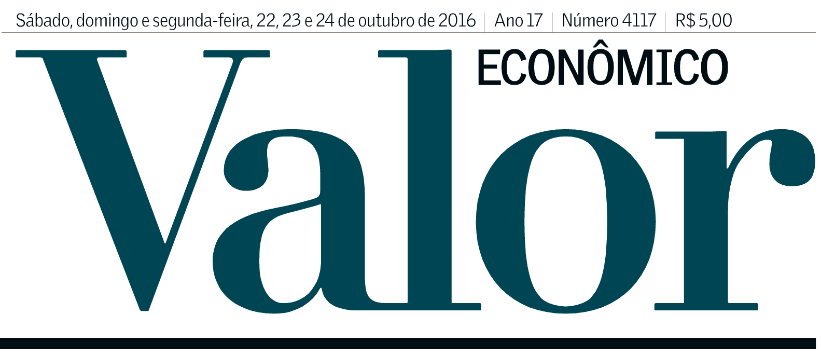 Sábado, domingo e segunda-feira, 22, 23 e 24 de outubro de 2016 | Ano 17 | Número 4117 | R$ 5,00
Valor ECONÔMICO